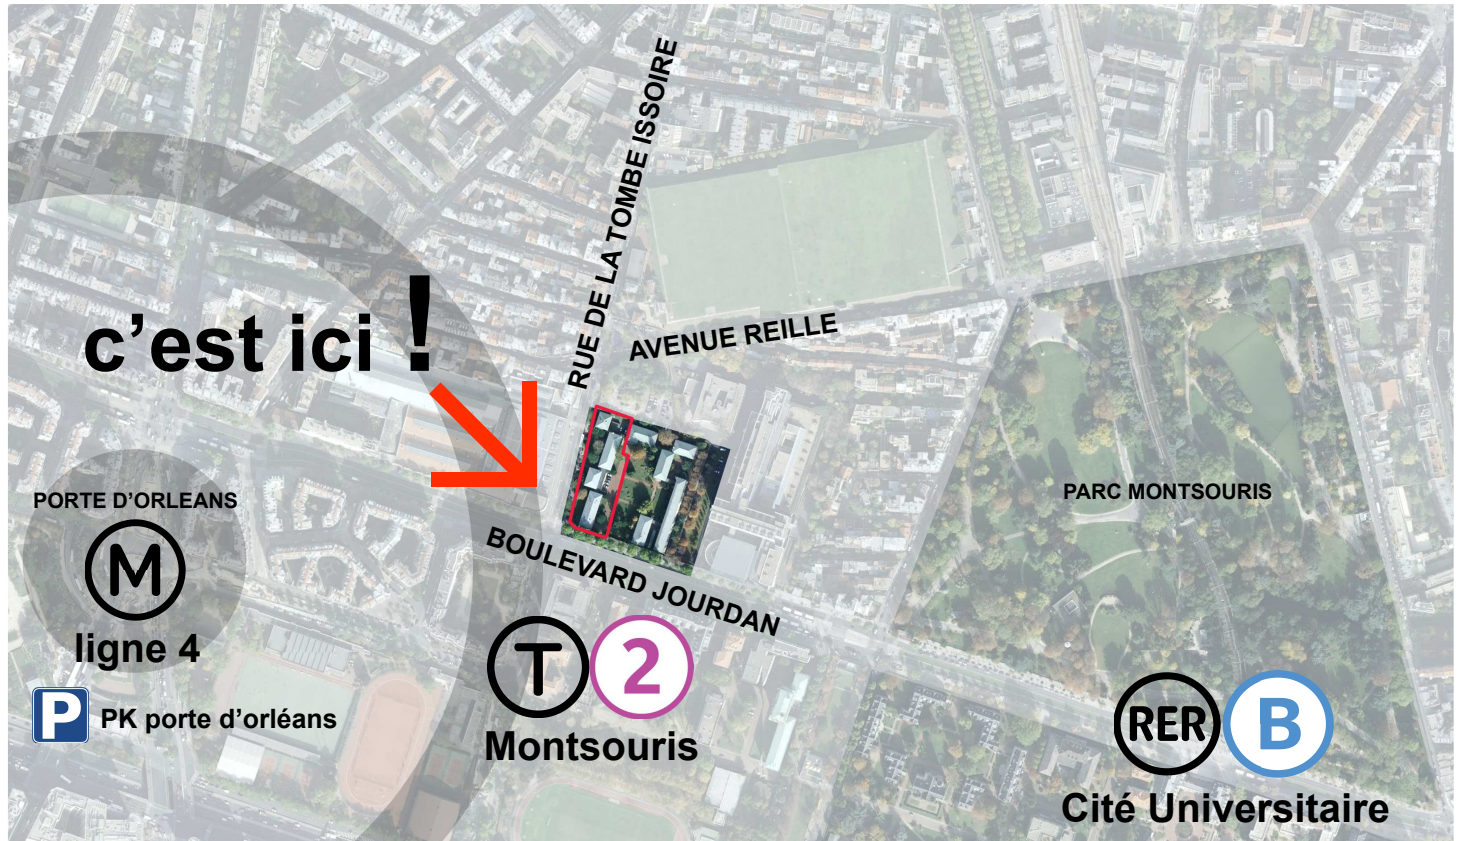 RUE DE LA TOMBE ISSOIRE
c’est ici !
AVENUE REILLE
PORTE D’ORLEANS
M
ligne 4
P PK porte d’orléans
BOULEVARD JOURDAN
T 2
Montsouris
PARC MONTSOURIS
RER B
Cité Universitaire